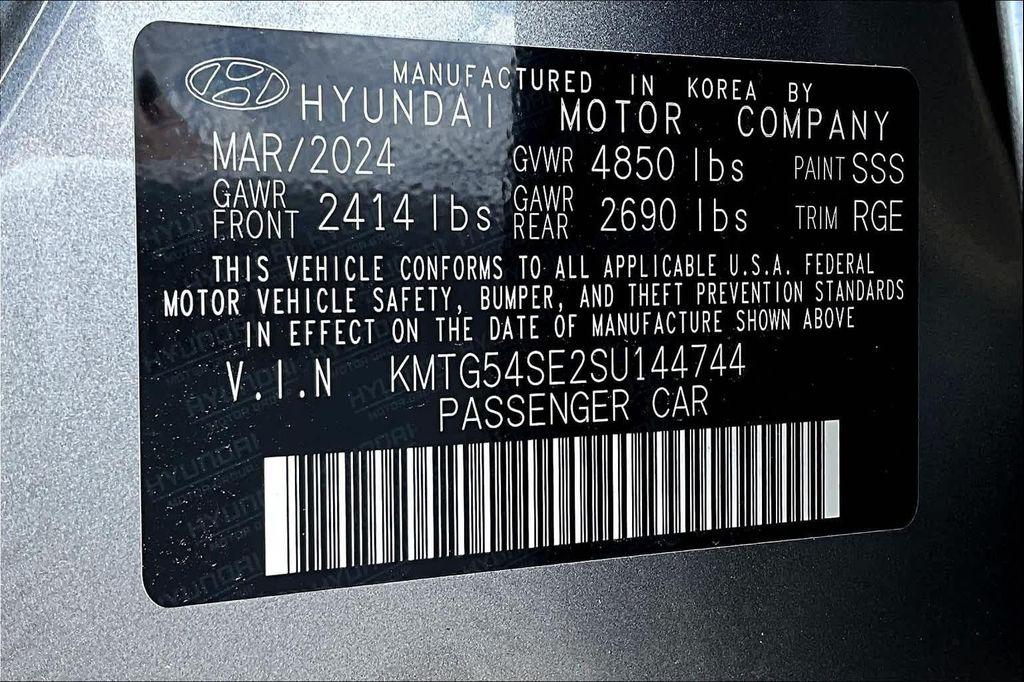 MANUFACTURED IN KOREA BY
HYUNDAI MOTOR COMPANY
MAR/2024 GVWR 4850 lbs PAINT SSS
GAWR FRONT 2414 lbs GAWR REAR 2690 lbs TRIM RGE
THIS VEHICLE CONFORMS TO ALL APPLICABLE U.S.A. FEDERAL
MOTOR VEHICLE SAFETY, BUMPER, AND THEFT PREVENTION STANDARDS
IN EFFECT ON THE DATE OF MANUFACTURE SHOWN ABOVE
V.I.N KMTG54SE2SU144744
PASSENGER CAR